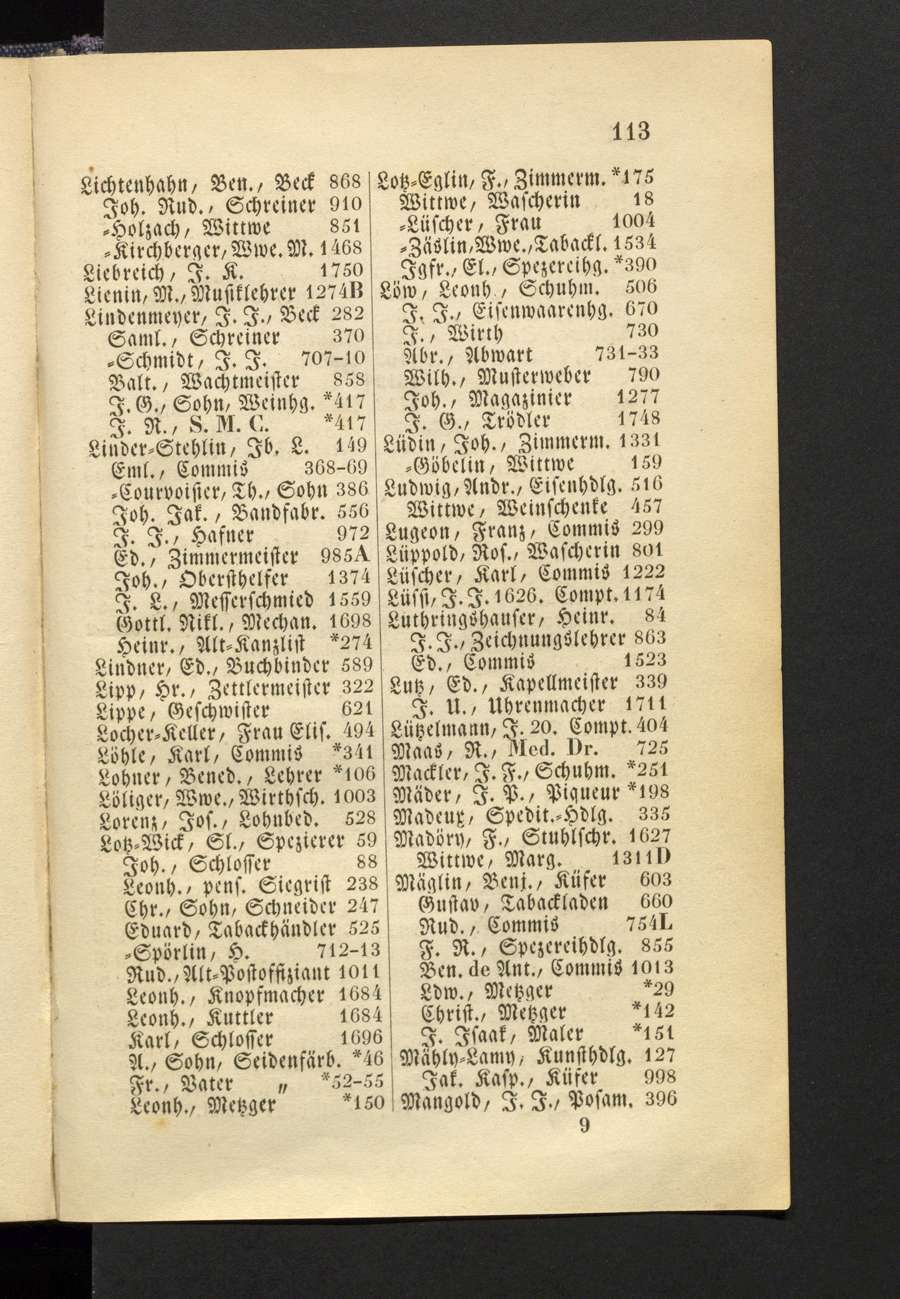 113
Lichtenhahn, Ben., Beck 868
Joh. Rud., Schreiner 910
-Holzach, Wittwe 851
-Kirchberger, Wwe. M. 1468
Liebreich, J. K. 1750
Lienin, M., Musiklehrer 1274B
Lindenmeyer, J. J., Beck 282
Saml., Schreiner 370
-Schmidt, J. J. 707-10
Balt., Wachtmeister 858
J. G., Sohn, Weinhg. *417
J. R., S. M. C. *417
Linder-Stehlin, Jb. L. 149
Eml., Commis 368-69
-Courvoisier, Th., Sohn 386
Joh. Jak., Bandfabr. 556
J. J., Hafner 972
Ed., Zimmermeister 985A
Joh., Obersthelfer 1374
J. L., Messerschmied 1559
Gottl. Nikl., Mechan. 1698
Heinr., Alt-Kanzlist *274
Lindner, Ed., Buchbinder 589
Lipp, Hr., Zettlermeister 322
Lippe, Geschwister 621
Locher-Keller, Frau Elis. 494
Löhle, Karl, Commis *341
Lohner, Bened., Lehrer *106
Löliger, Wwe., Wirthsch. 1003
Lorenz, Jos., Lohnbed. 528
Lotz-Wick, Sl., Spezierer 59
Joh., Schlosser 88
Leonh., pens. Siegrist 238
Chr., Sohn, Schneider 247
Eduard, Tabackhändler 525
-Spörlin, H. 712-13
Rud., Alt-Postoffiziant 1011
Leonh., Knopfmacher 1684
Leonh., Kuttler 1684
Karl, Schlosser 1696
A., Sohn, Seidenfärb. *46
Fr., Vater „ *52-55
Leonh., Metzger *150
Lotz-Eglin, F., Zimmerm. *175
Wittwe, Wascherin 18
-Lüscher, Frau 1004
-Zäslin, Wwe., Tabackl. 1534
Jgfr., El., Spezereihg. *390
Löw, Leonh., Schuhm. 506
J. J., Eisenwaarenhg. 670
J., Wirth 730
Abr., Abwart 731-33
Wilh., Musterweber 790
Joh., Magazinier 1277
J. G., Trödler 1748
Lüdin, Joh., Zimmerm. 1331
-Göbelin, Wittwe 159
Ludwig, Andr., Eisenhdlg. 516
Wittwe, Weinschenke 457
Lugeon, Franz, Commis 299
Lüppold, Ros., Wascherin 801
Lüscher, Karl, Commis 1222
Lüssi, J. J. 1626. Compt. 1174
Luthringshauser, Heinr. 84
J. J., Zeichnungslehrer 863
Ed., Commis 1523
Lutz, Ed., Kapellmeister 339
J. U., Uhrenmacher 1711
Lützelmann, J. 20. Compt. 404
Maas, R., Med. Dr. 725
Mackler, J. F., Schuhm. *251
Mäder, J. P., Piqueur *198
Madeux, Spedit.-Hdlg. 335
Madöry, F., Stuhlschr. 1627
Wittwe, Marg. 1311D
Mäglin, Benj., Küfer 603
Gustav, Tabackladen 660
Rud., Commis 754L
F. R., Spezereihdlg. 855
Ben. de Ant., Commis 1013
Ldw., Metzger *29
Christ., Metzger *142
J. Isaak, Maler *151
Mähly-Lamy, Kunsthdlg. 127
Jak. Kasp., Küfer 998
Mangold, J. J., Posam. 396
9